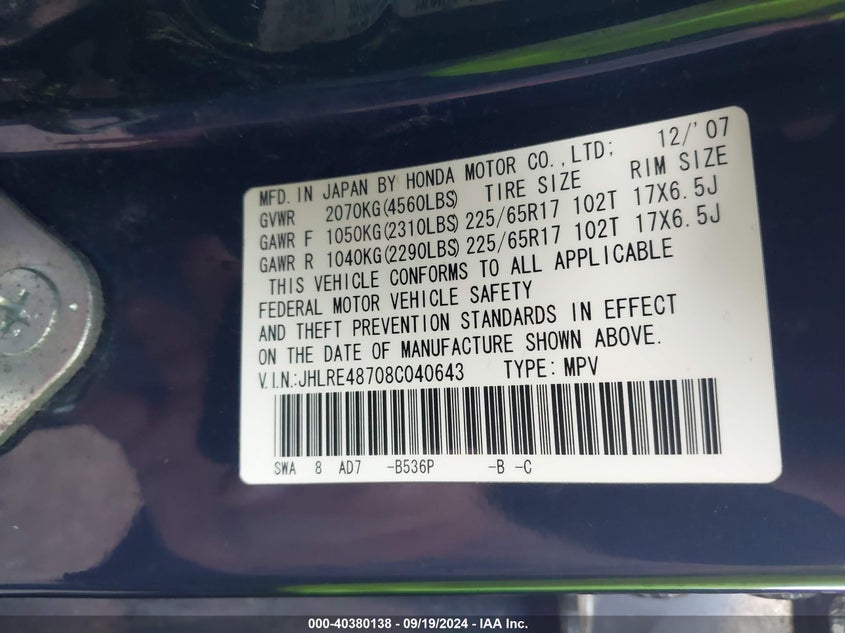 MFD. IN JAPAN BY HONDA MOTOR CO., LTD; 12/'07
GVWR 2070KG(4560LBS) TIRE SIZE RIM SIZE
GAWR F 1050KG(2310LBS) 225/65R17 102T 17X6.5J
GAWR R 1040KG(2290LBS) 225/65R17 102T 17X6.5J
THIS VEHICLE CONFORMS TO ALL APPLICABLE
FEDERAL MOTOR VEHICLE SAFETY
AND THEFT PREVENTION STANDARDS IN EFFECT
ON THE DATE OF MANUFACTURE SHOWN ABOVE.
V.I.N.:JHLRE48708C040643 TYPE: MPV
SWA 8 AD7 -B536P -B -C
000-40380138 - 09/19/2024 - IAA Inc.